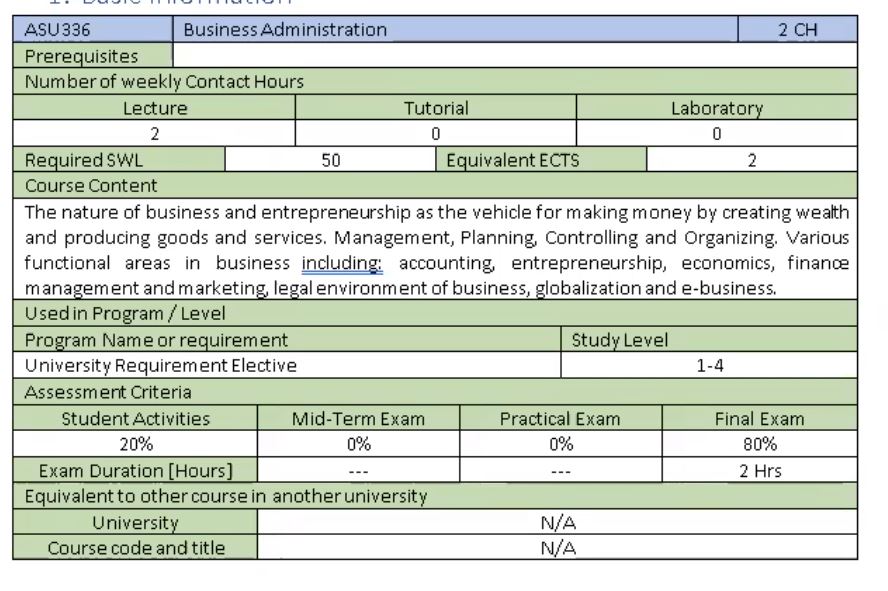 ASU336 Business Administration 2 CH
Prerequisites
Number of weekly Contact Hours
Lecture Tutorial Laboratory
2 0 0
Required SWL 50 Equivalent ECTS 2
Course Content
The nature of business and entrepreneurship as the vehicle for making money by creating wealth
and producing goods and services. Management, Planning, Controlling and Organizing. Various
functional areas in business including: accounting, entrepreneurship, economics, finance
management and marketing, legal environment of business, globalization and e-business.
Used in Program / Level
Program Name or requirement Study Level
University Requirement Elective 1-4
Assessment Criteria
Student Activities Mid-Term Exam Practical Exam Final Exam
20% 0% 0% 80%
Exam Duration [Hours] --- --- 2 Hrs
Equivalent to other course in another university
University N/A
Course code and title N/A